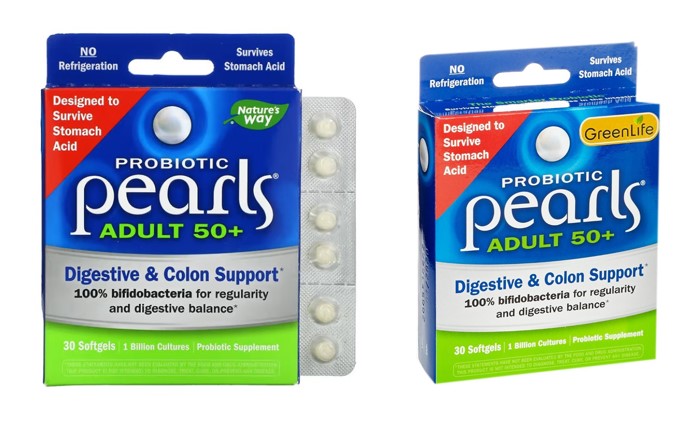 NO
Refrigeration
Survives
Stomach Acid
Designed to
Survive
Stomach
Acid
Nature's
Way
PROBIOTIC
pearls®
ADULT 50+
Digestive & Colon Support*
100% bifidobacteria for regularity
and digestive balance*
30 Softgels | 1 Billion Cultures | Probiotic Supplement
NO
Refrigeration
Survives
Stomach Acid
Designed to
Survive
Stomach
Acid
GreenLife
PROBIOTIC
pearls®
ADULT 50+
Digestive & Colon Support*
100% bifidobacteria for regularity
and digestive balance*
30 Softgels | 1 Billion Cultures | Probiotic Supplement